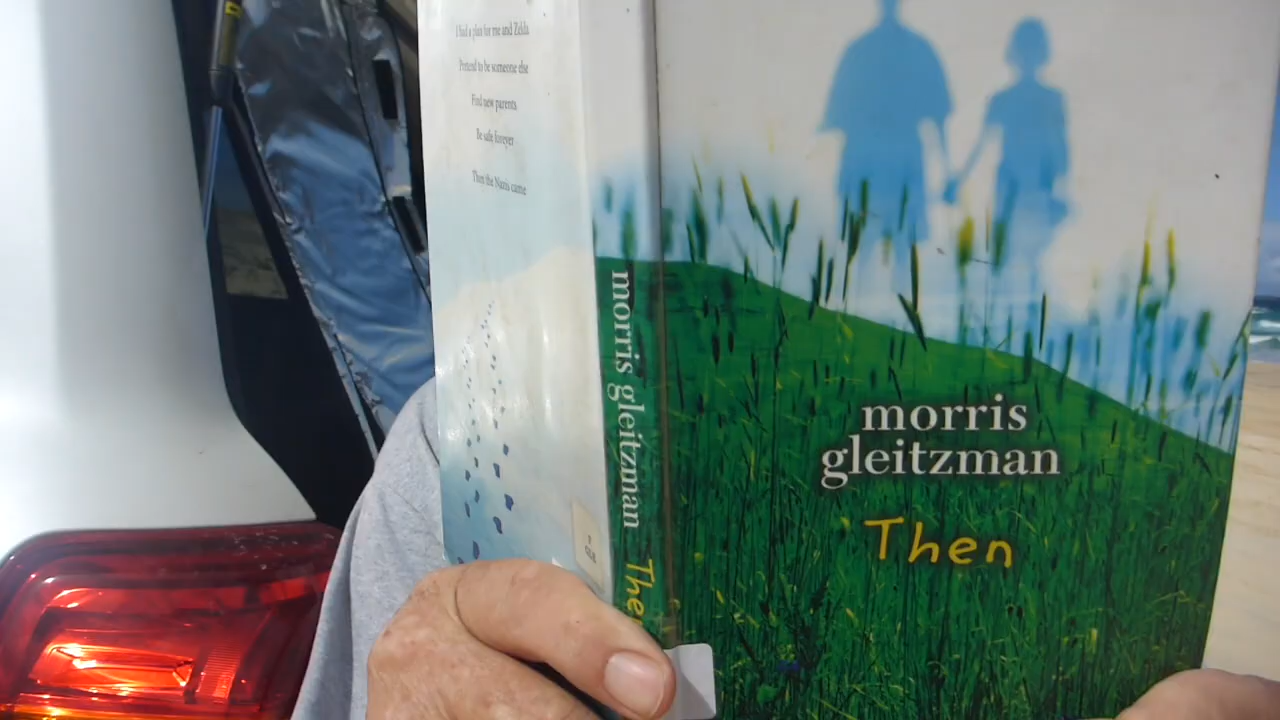 I had a plan for me and Zelda
Pretend to be someone else
Find new parents
Be safe forever
Then the Nazis came
morris gleitzman
The
morris
gleitzman
Then